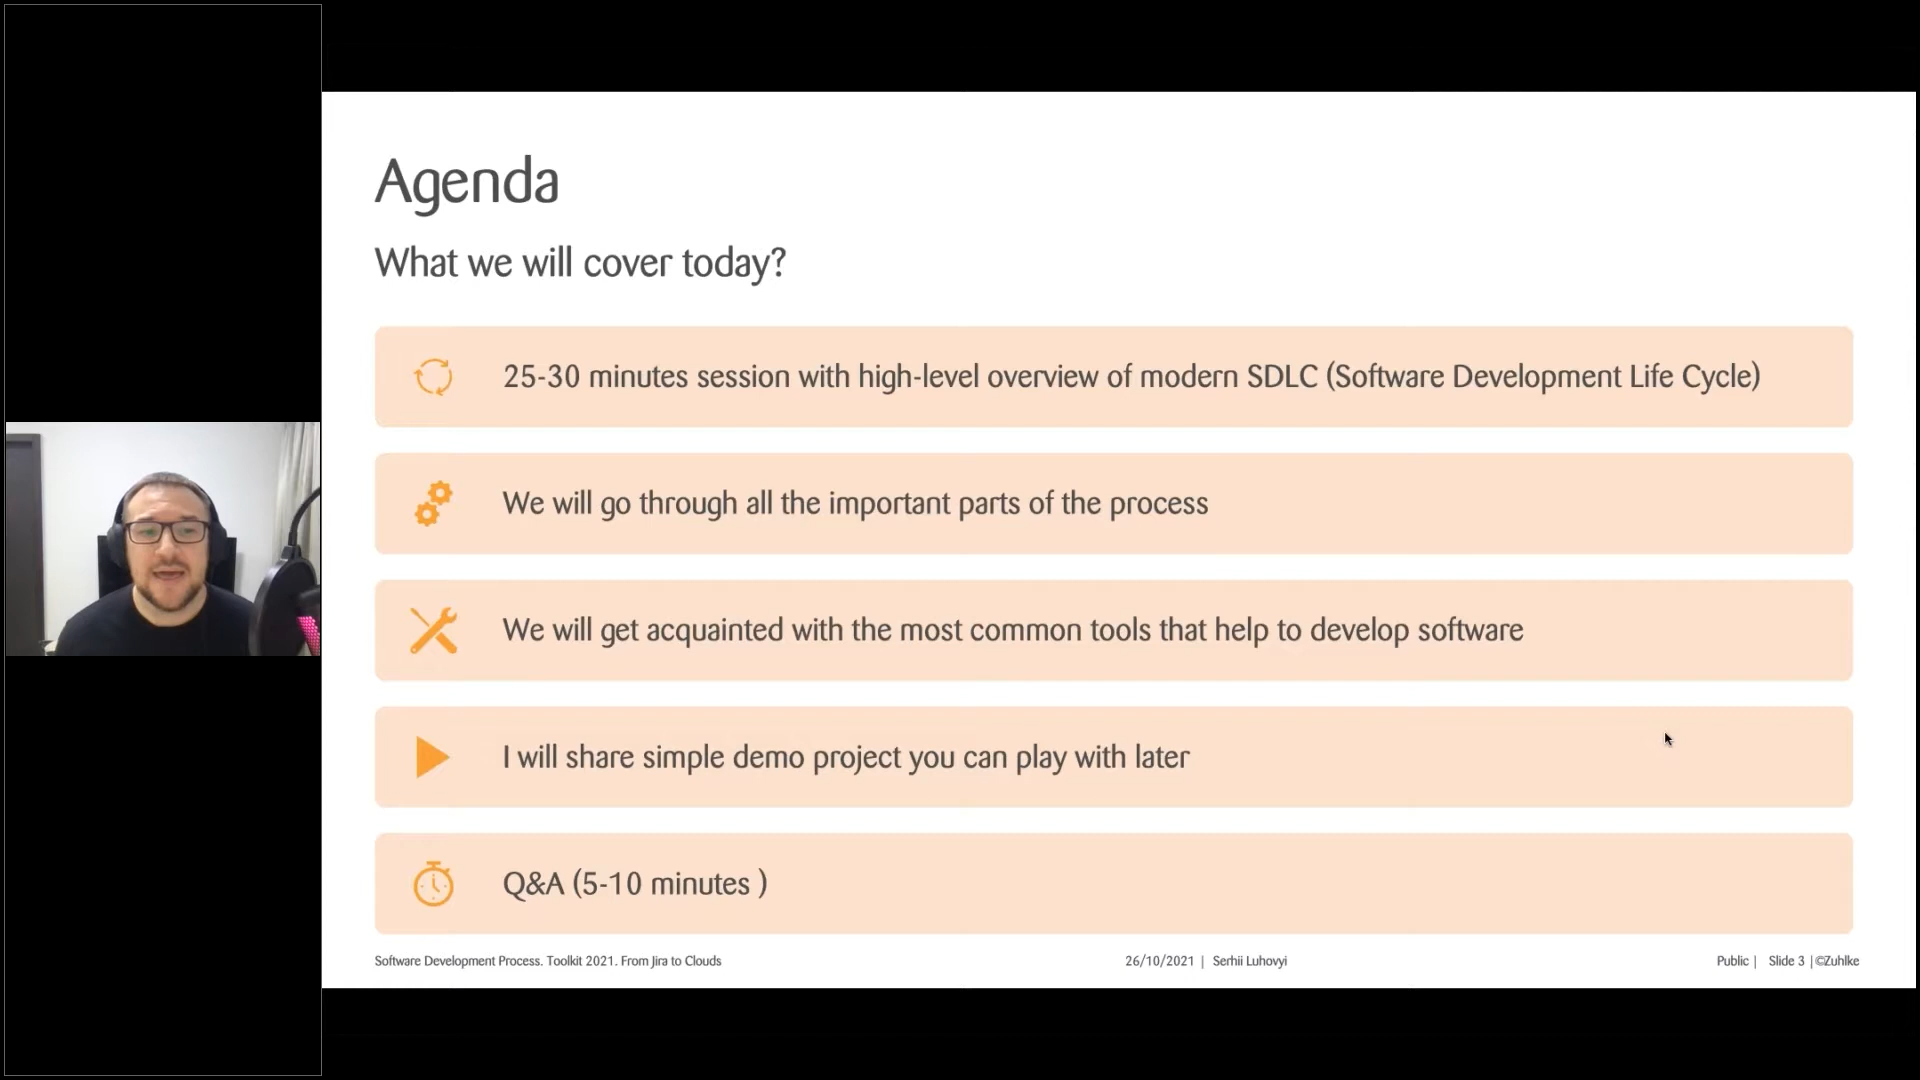 Agenda
What we will cover today?
25-30 minutes session with high-level overview of modern SDLC (Software Development Life Cycle)
We will go through all the important parts of the process
We will get acquainted with the most common tools that help to develop software
I will share simple demo project you can play with later
Q&A (5-10 minutes )
Software Development Process. Toolkit 2021. From Jira to Clouds
26/10/2021 | Serhii Luhovyi
Public | Slide 3 | ©Zuhlke